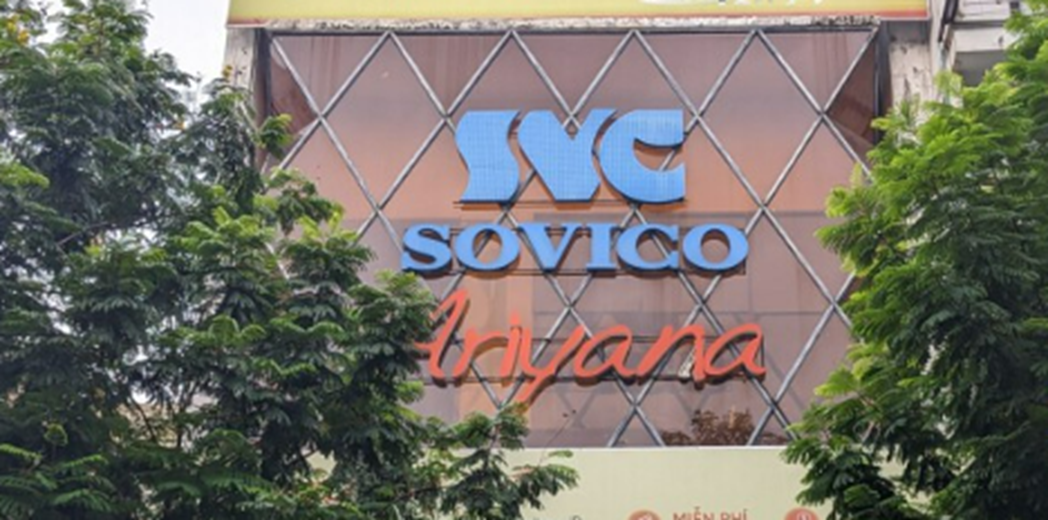 SVC
SOVICO
Ariyana
MIỄN PHÍ